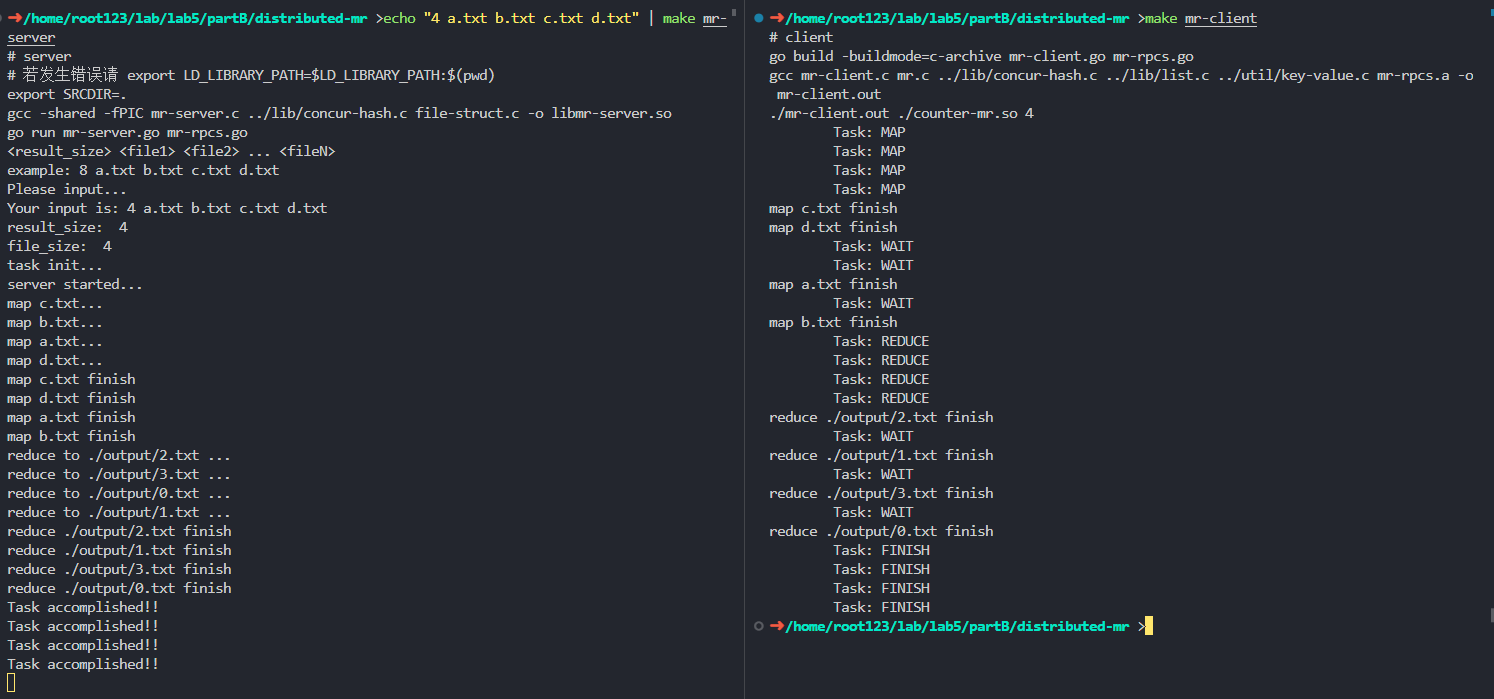 ➜/home/root123/lab/lab5/partB/distributed-mr >echo "4 a.txt b.txt c.txt d.txt" | make mr-
server
# server
# 若发生错误请 export LD_LIBRARY_PATH=$LD_LIBRARY_PATH:$(pwd)
export SRCDIR=.
gcc -shared -fPIC mr-server.c ../lib/concur-hash.c file-struct.c -o libmr-server.so
go run mr-server.go mr-rpcs.go
<result_size> <file1> <file2> ... <fileN>
example: 8 a.txt b.txt c.txt d.txt
Please input...
Your input is: 4 a.txt b.txt c.txt d.txt
result_size:  4
file_size:  4
task init...
server started...
map c.txt...
map b.txt...
map a.txt...
map d.txt...
map c.txt finish
map d.txt finish
map a.txt finish
map b.txt finish
reduce to ./output/2.txt ...
reduce to ./output/3.txt ...
reduce to ./output/0.txt ...
reduce to ./output/1.txt ...
reduce ./output/2.txt finish
reduce ./output/1.txt finish
reduce ./output/3.txt finish
reduce ./output/0.txt finish
Task accomplished!!
Task accomplished!!
Task accomplished!!
Task accomplished!!
➜/home/root123/lab/lab5/partB/distributed-mr >make mr-client
# client
go build -buildmode=c-archive mr-client.go mr-rpcs.go
gcc mr-client.c mr.c ../lib/concur-hash.c ../lib/list.c ../util/key-value.c mr-rpcs.a -o
mr-client.out
./mr-client.out ./counter-mr.so 4
Task: MAP
Task: MAP
Task: MAP
Task: MAP
map c.txt finish
map d.txt finish
Task: WAIT
Task: WAIT
map a.txt finish
Task: WAIT
map b.txt finish
Task: REDUCE
Task: REDUCE
Task: REDUCE
Task: REDUCE
reduce ./output/2.txt finish
Task: WAIT
reduce ./output/1.txt finish
Task: WAIT
reduce ./output/3.txt finish
Task: WAIT
reduce ./output/0.txt finish
Task: FINISH
Task: FINISH
Task: FINISH
Task: FINISH
➜/home/root123/lab/lab5/partB/distributed-mr >